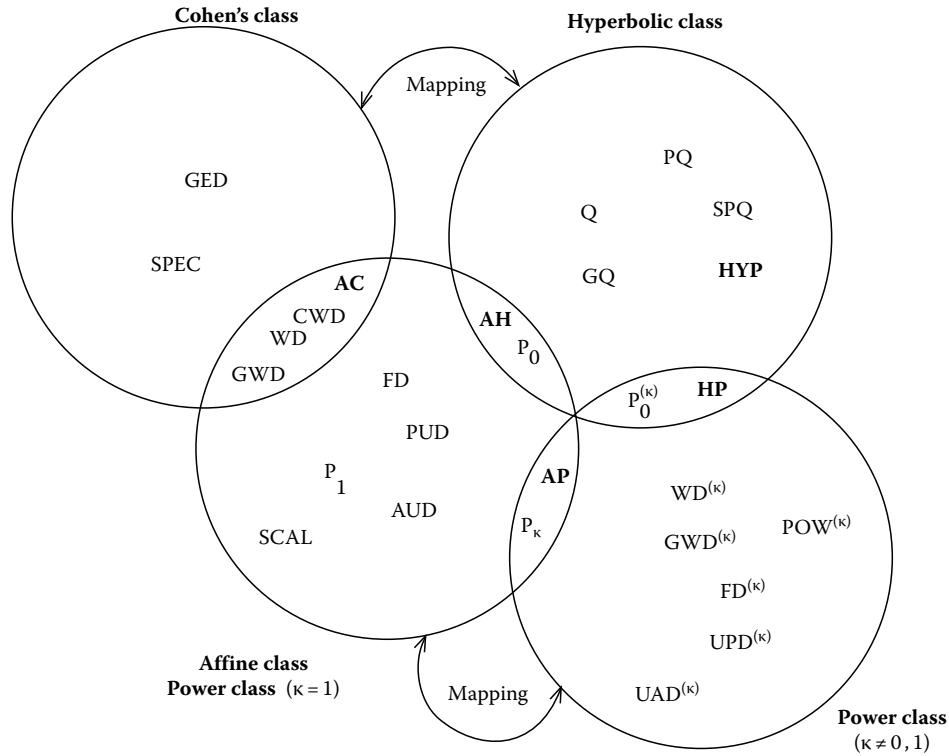 Cohen's class
Hyperbolic class
Mapping
GED
SPEC
PQ
Q
SPQ
GQ
HYP
AC
CWD
WD
GWD
AH
P₀
HP
P₀⁽ᵏ⁾
FD
PUD
P₁
AUD
SCAL
AP
Pκ
WD⁽ᵏ⁾
POW⁽ᵏ⁾
GWD⁽ᵏ⁾
FD⁽ᵏ⁾
UPD⁽ᵏ⁾
UAD⁽ᵏ⁾
Affine class
Power class (κ = 1)
Mapping
Power class
(κ ≠ 0, 1)